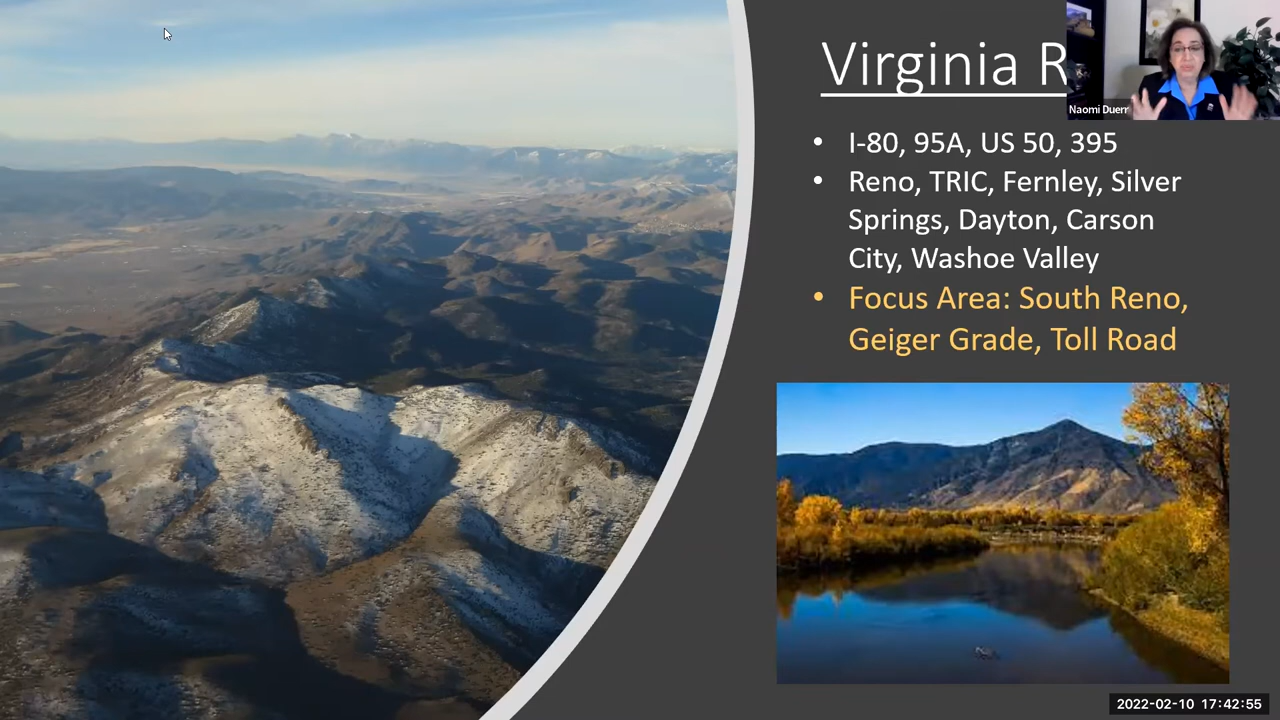 Virginia R
Naomi Duerr
I-80, 95A, US 50, 395
Reno, TRIC, Fernley, Silver
Springs, Dayton, Carson
City, Washoe Valley
Focus Area: South Reno,
Geiger Grade, Toll Road
2022-02-10 17:42:55